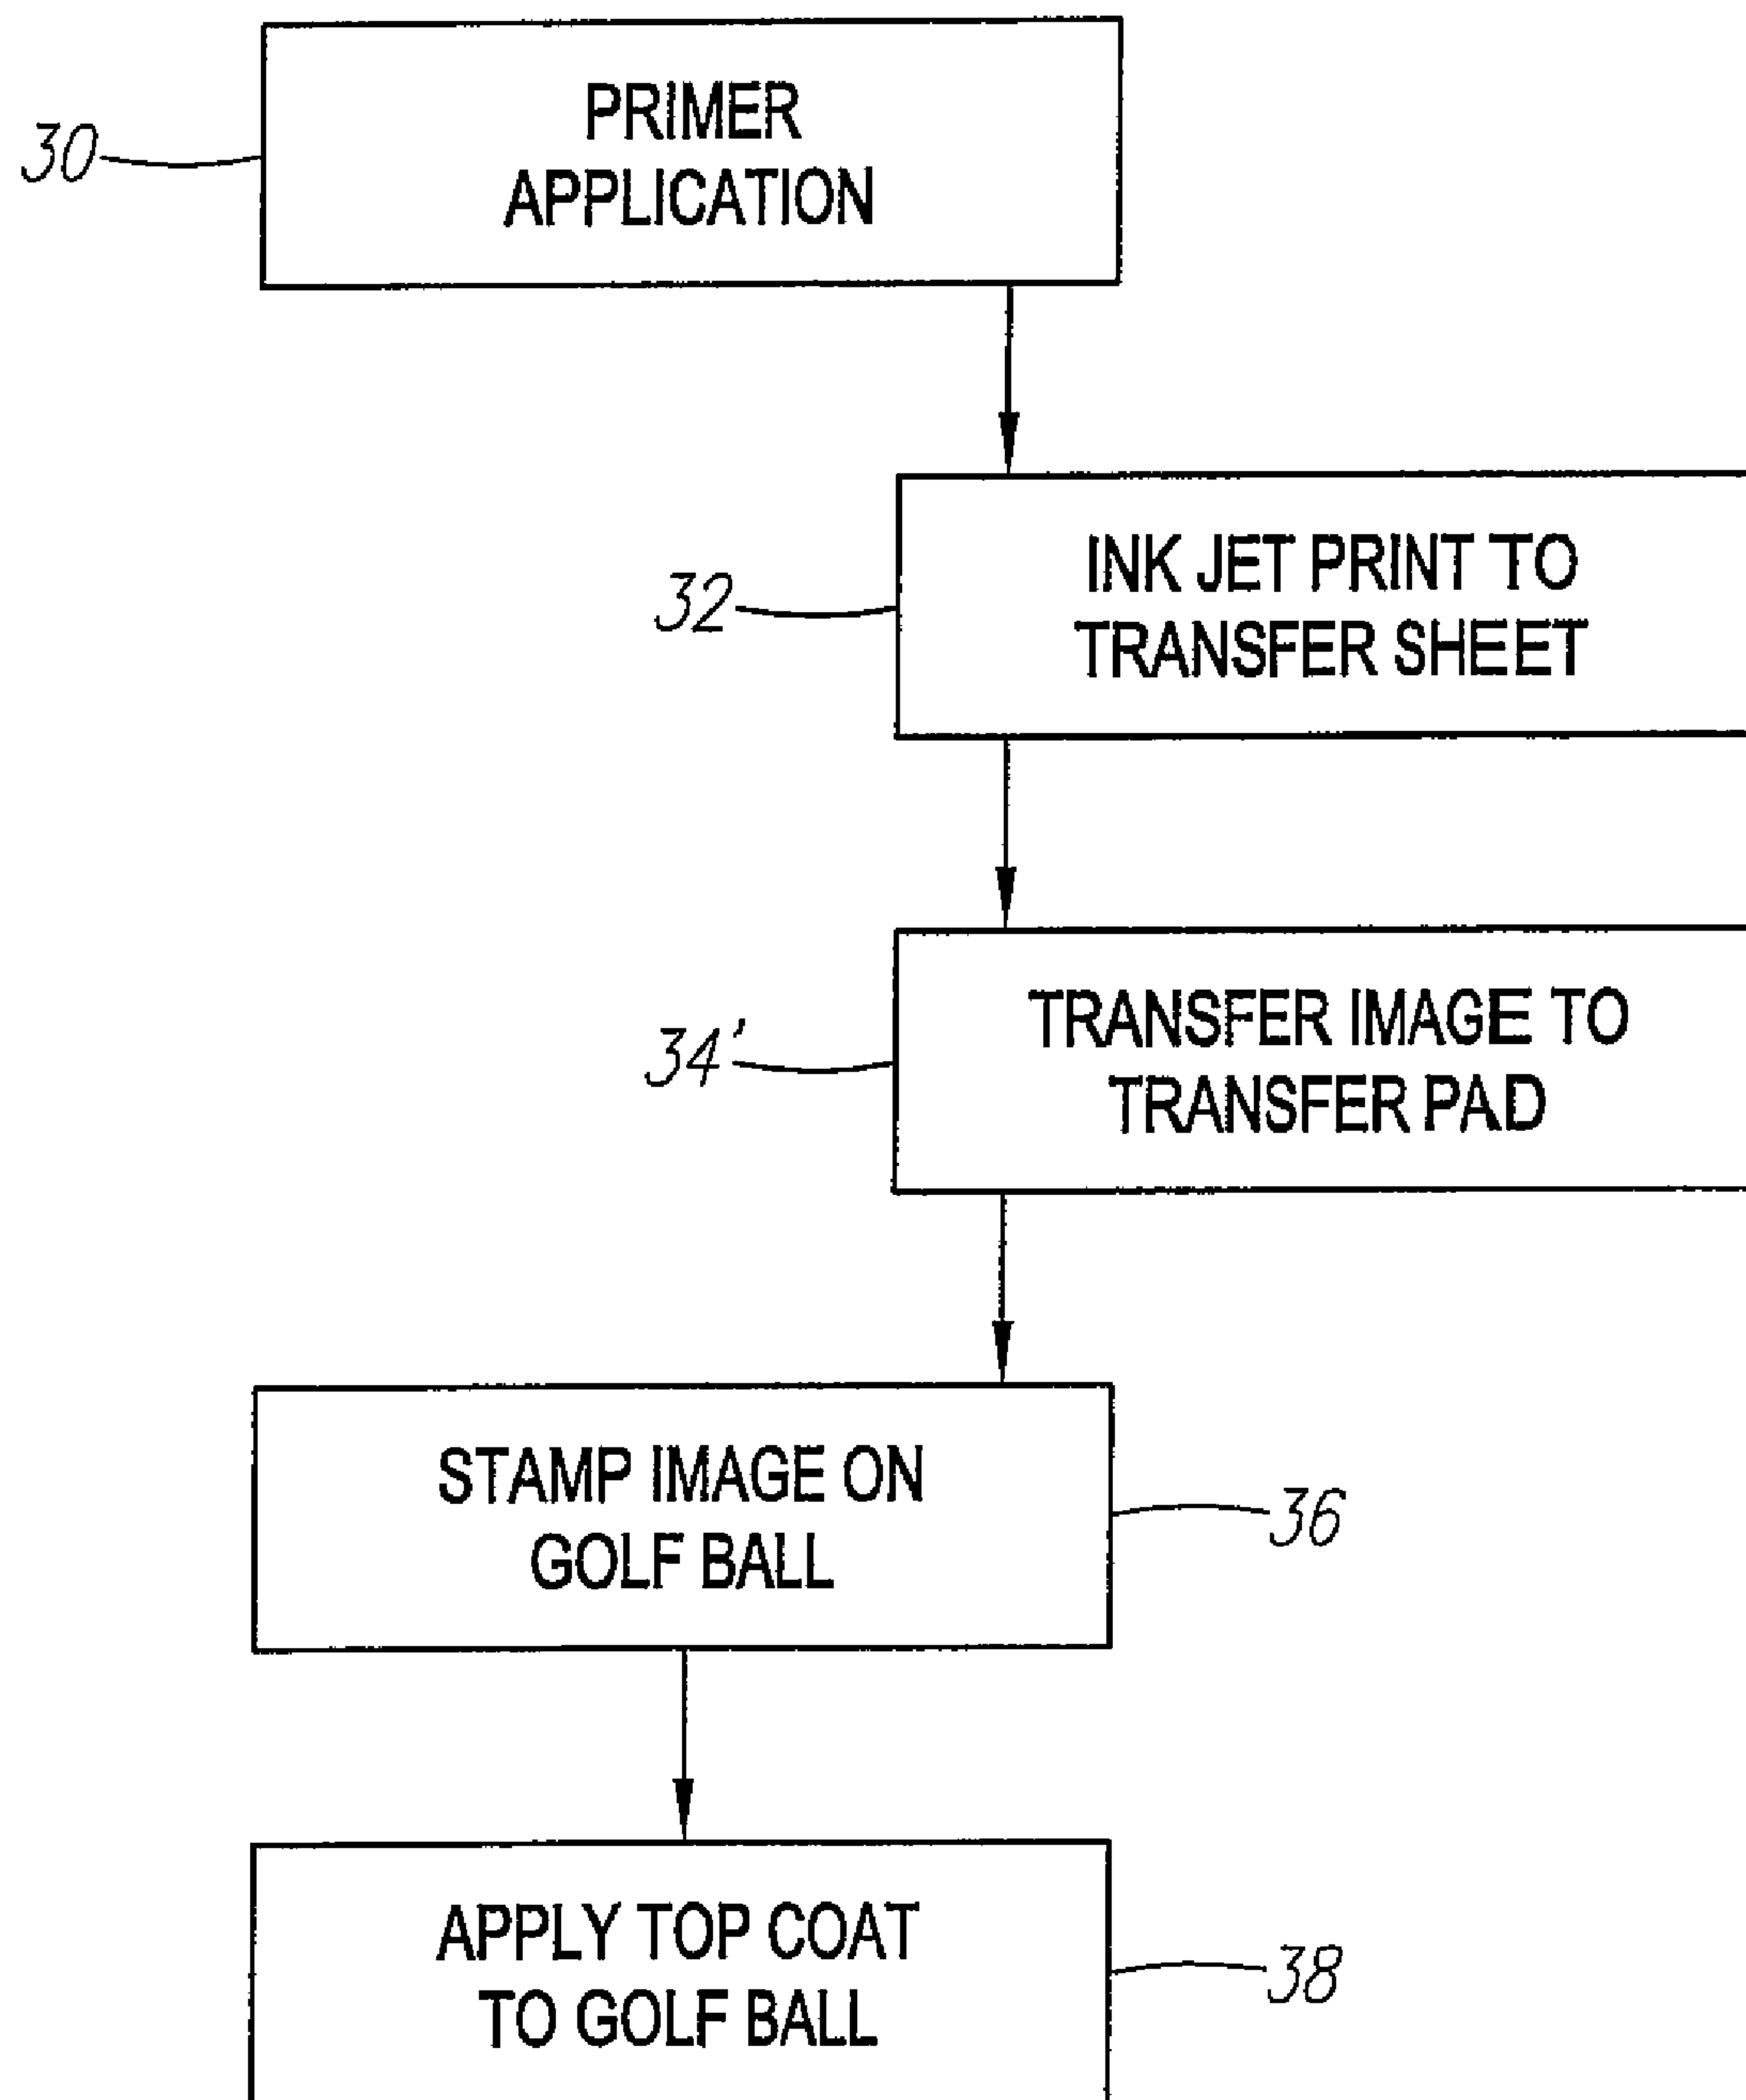 PRIMER
APPLICATION
30
INK JET PRINT TO
TRANSFER SHEET
32
TRANSFER IMAGE TO
TRANSFER PAD
34'
STAMP IMAGE ON
GOLF BALL
36
APPLY TOP COAT
TO GOLF BALL
38